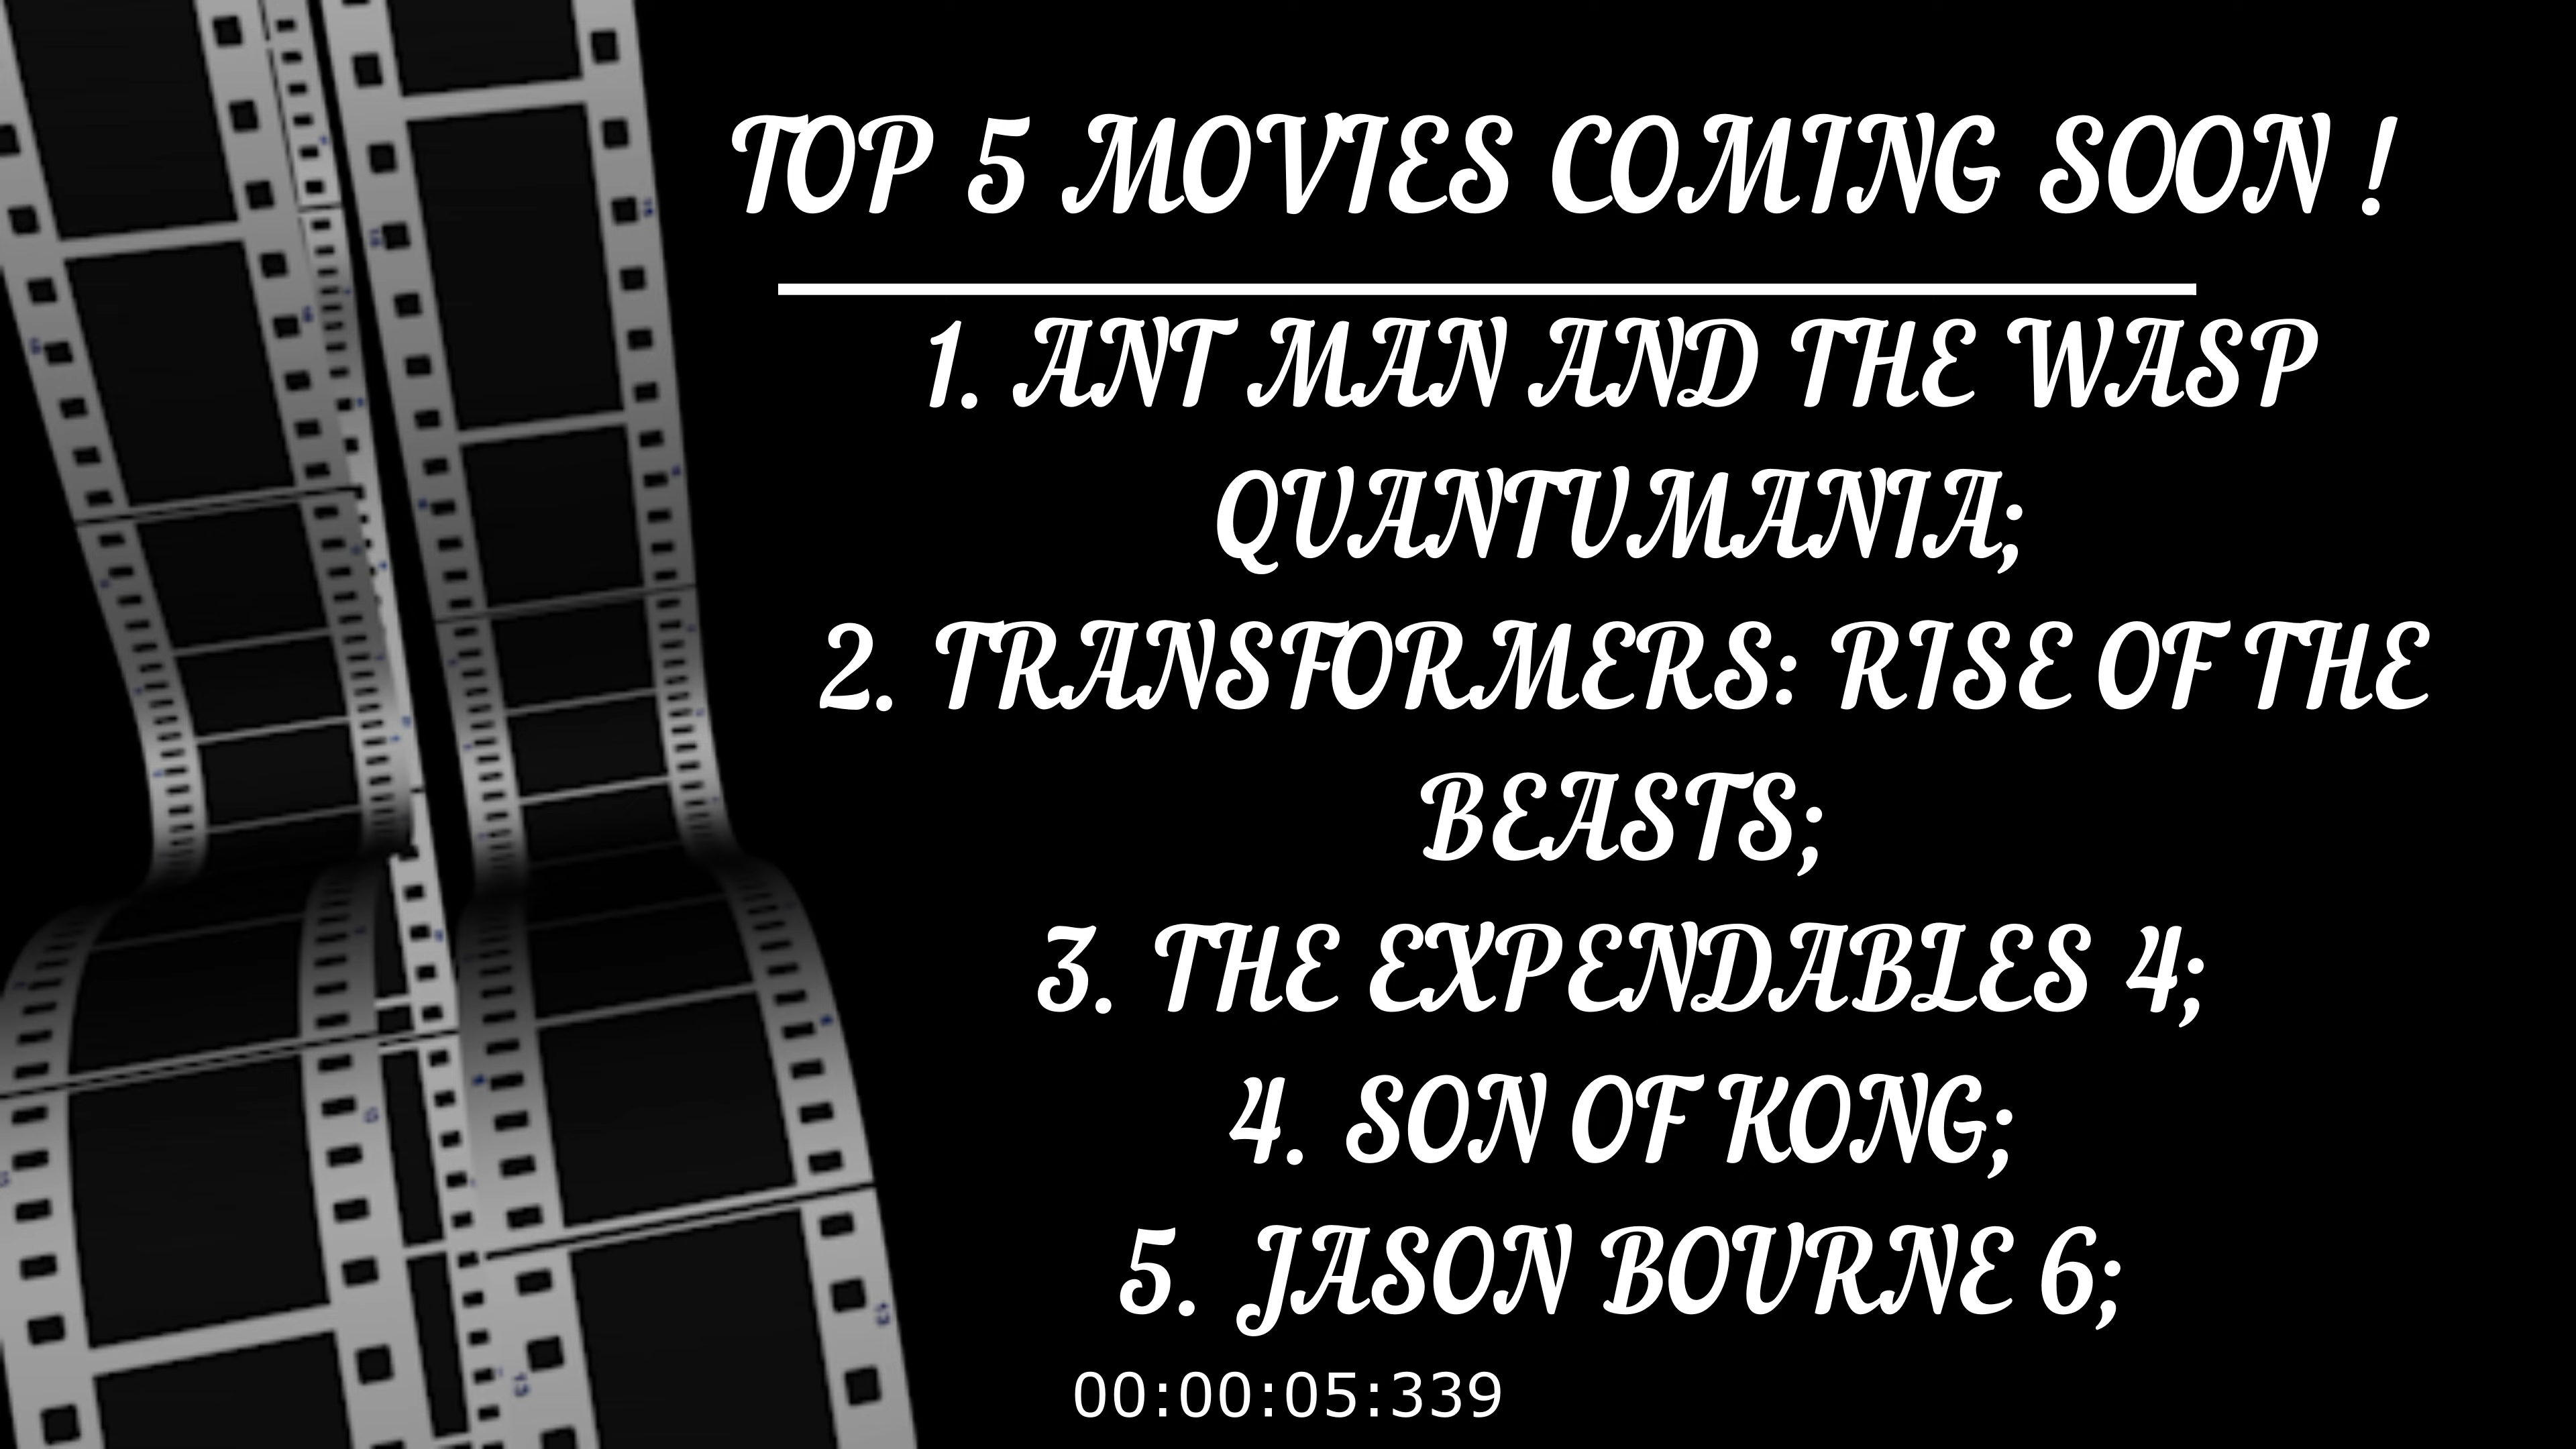 TOP 5 MOVIES COMING SOON !
1. ANT MAN AND THE WASP
QUANTUMANIA;
2. TRANSFORMERS: RISE OF THE
BEASTS;
3. THE EXPENDABLES 4;
4. SON OF KONG;
5. JASON BOURNE 6;
00:00:05:339